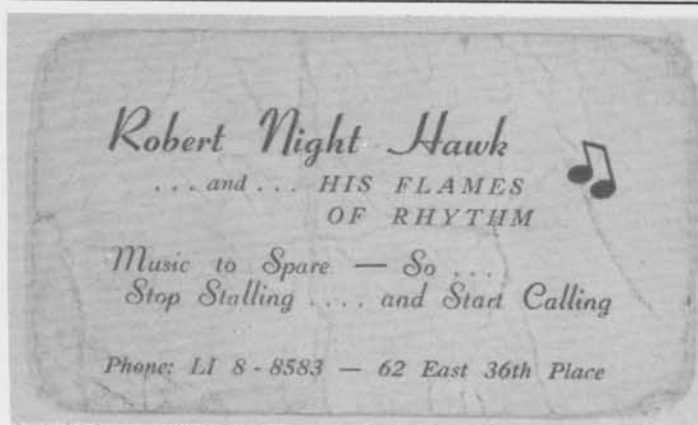 Robert Night Hawk
. . . and . . . HIS FLAMES
OF RHYTHM
Music to Spare — So . . .
Stop Stalling . . . . and Start Calling
Phone: LI 8 - 8583 — 62 East 36th Place